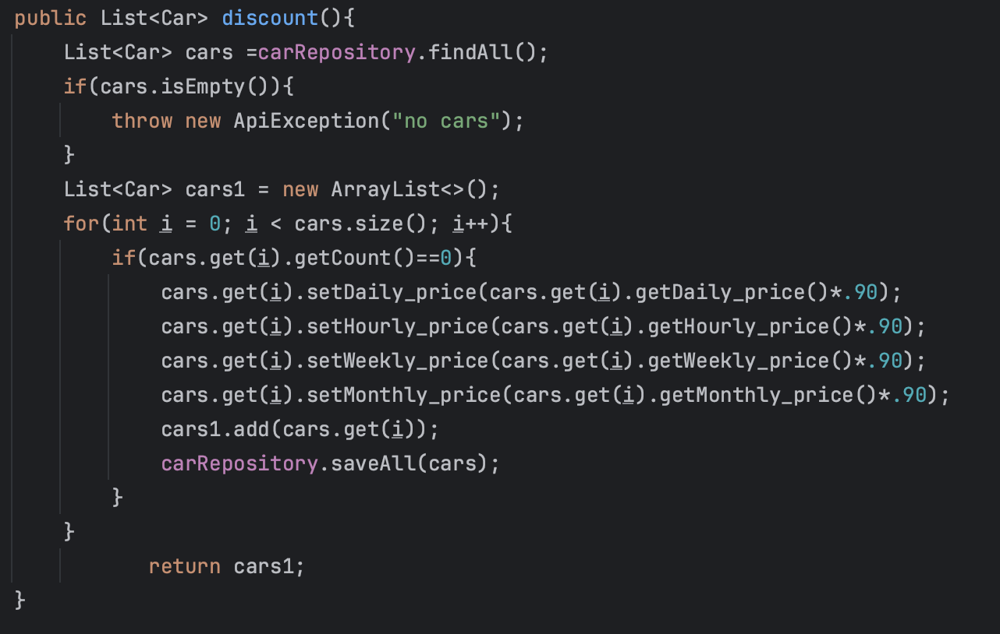 public List<Car> discount(){
    List<Car> cars =carRepository.findAll();
    if(cars.isEmpty()){
        throw new ApiException("no cars");
    }
    List<Car> cars1 = new ArrayList<>();
    for(int i = 0; i < cars.size(); i++){
        if(cars.get(i).getCount()==0){
            cars.get(i).setDaily_price(cars.get(i).getDaily_price()*.90);
            cars.get(i).setHourly_price(cars.get(i).getHourly_price()*.90);
            cars.get(i).setWeekly_price(cars.get(i).getWeekly_price()*.90);
            cars.get(i).setMonthly_price(cars.get(i).getMonthly_price()*.90);
            cars1.add(cars.get(i));
            carRepository.saveAll(cars);
        }
    }
           return cars1;
}